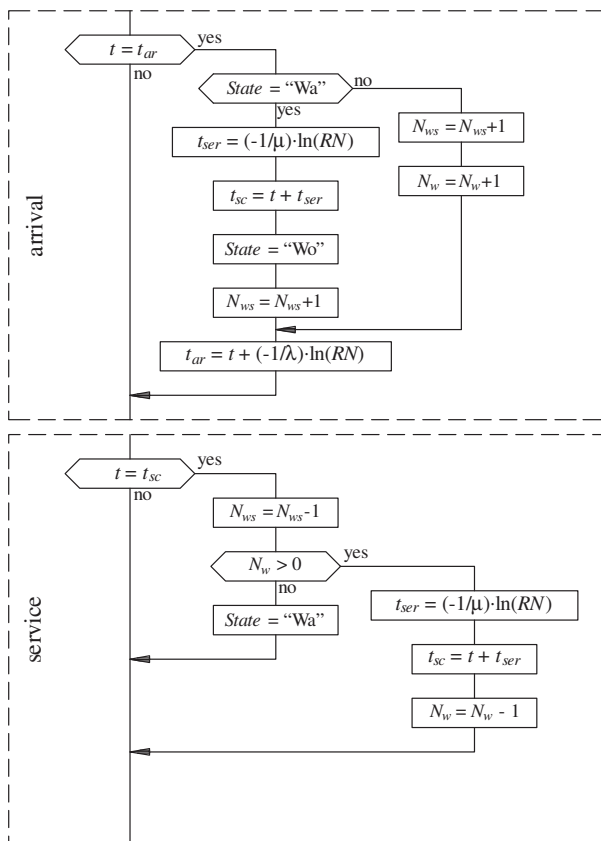 t = t_ar
yes
no
State = “Wa”
no
yes
N_ws = N_ws+1
t_ser = (-1/μ)·ln(RN)
N_w = N_w+1
t_sc = t + t_ser
State = “Wo”
N_ws = N_ws+1
t_ar = t + (-1/λ)·ln(RN)
arrival
t = t_sc
yes
no
N_ws = N_ws-1
N_w > 0
yes
no
t_ser = (-1/μ)·ln(RN)
State = “Wa”
t_sc = t + t_ser
N_w = N_w - 1
service